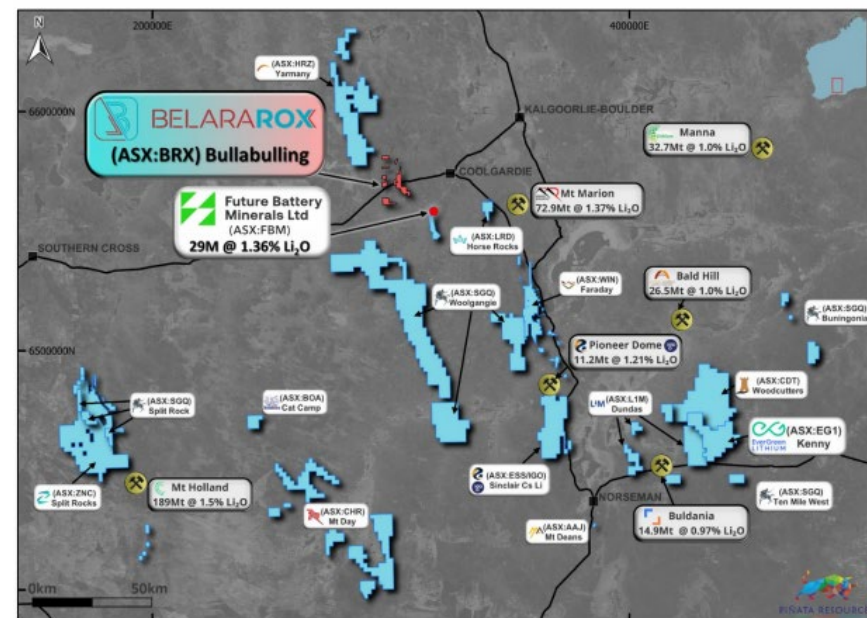 200000E
400000E
N
(ASX:HRZ)
Yarmany
6600000N
KALGOORLIE-BOULDER
BELARAROX
(ASX:BRX) Bullabulling
Manna
32.7Mt @ 1.0% Li₂O
COOLGARDIE
Future Battery
Minerals Ltd
(ASX:FBM)
29M @ 1.36% Li₂O
Mt Marion
72.9Mt @ 1.37% Li₂O
SOUTHERN CROSS
(ASX:LRD)
Horse Rocks
(ASX:WIN)
Faraday
Bald Hill
26.5Mt @ 1.0% Li₂O
(ASX:SGQ)
Woolgangie
(ASX:SGQ)
Buningonia
6500000N
Pioneer Dome
11.2Mt @ 1.21% Li₂O
(ASX:CDT)
Woodcutters
(ASX:SGQ)
Split Rock
(ASX:BOA)
Cat Camp
(ASX:L1M)
Dundas
(ASX:EG1)
Kenny
EverGreen
LITHIUM
(ASX:ZNC)
Split Rocks
Mt Holland
189Mt @ 1.5% Li₂O
(ASX:ESS/IGO)
Sinclair Cs Li
(ASX:SGQ)
Ten Mile West
NORSEMAN
(ASX:CHR)
Mt Day
(ASX:AAJ)
Mt Deans
Buldania
14.9Mt @ 0.97% Li₂O
0km
50km
PIÑATA RESOURCE